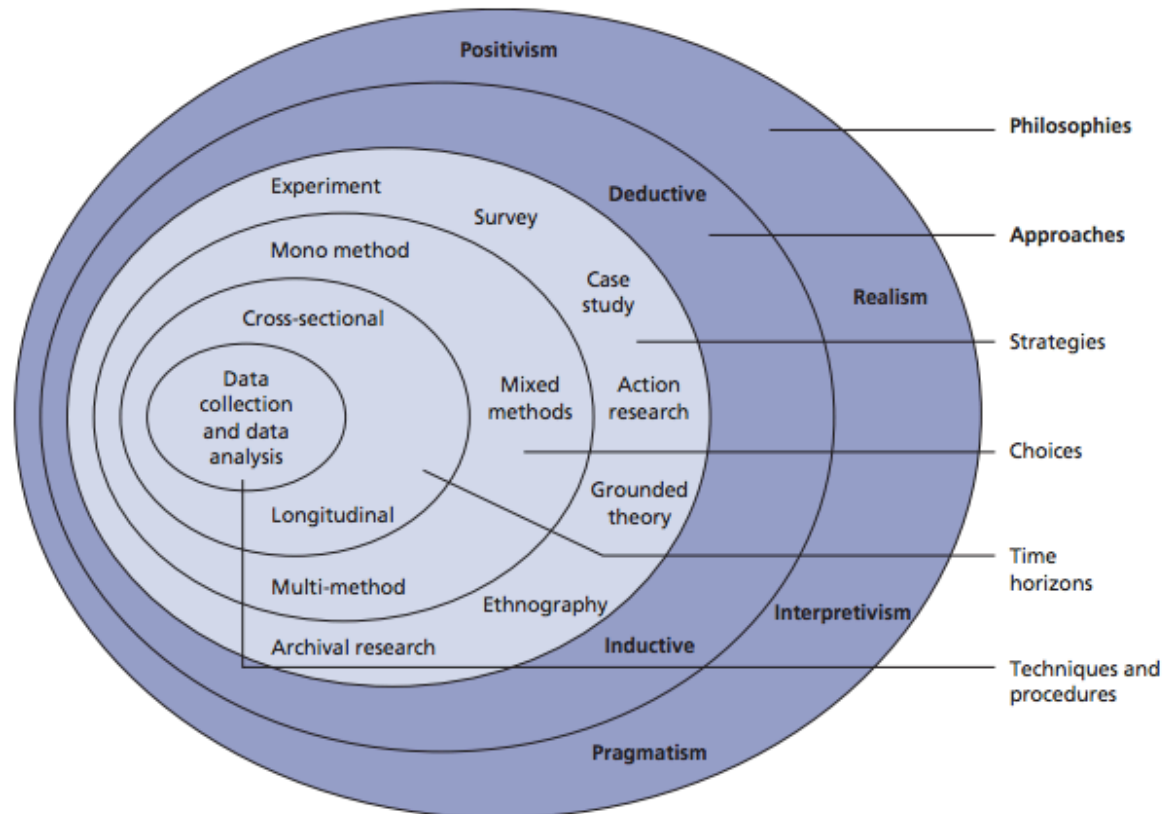 Positivism
Philosophies
Deductive
Approaches
Realism
Experiment
Survey
Case
study
Strategies
Mono method
Cross-sectional
Data
collection
and data
analysis
Mixed
methods
Action
research
Choices
Longitudinal
Grounded
theory
Time
horizons
Multi-method
Ethnography
Interpretivism
Archival research
Inductive
Techniques and
procedures
Pragmatism